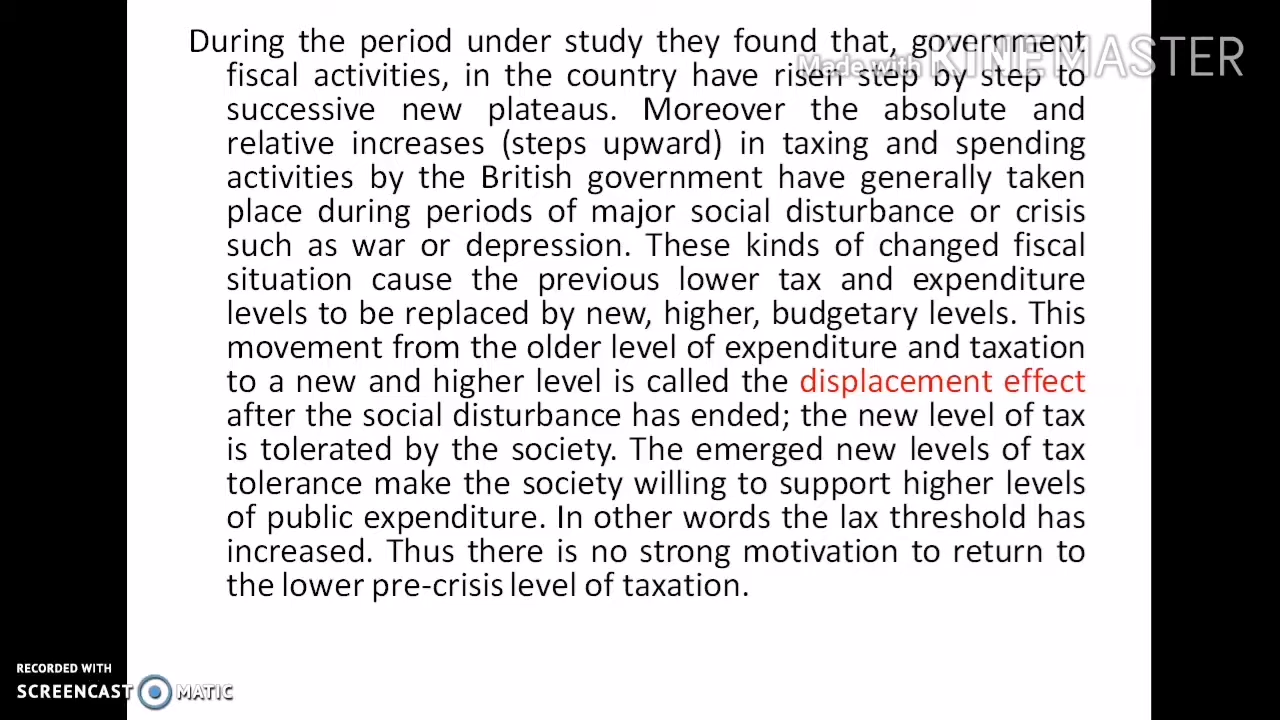 During the period under study they found that, government
Made with KINEMASTER
fiscal activities, in the country have risen step by step to
successive new plateaus. Moreover the absolute and
relative increases (steps upward) in taxing and spending
activities by the British government have generally taken
place during periods of major social disturbance or crisis
such as war or depression. These kinds of changed fiscal
situation cause the previous lower tax and expenditure
levels to be replaced by new, higher, budgetary levels. This
movement from the older level of expenditure and taxation
to a new and higher level is called the displacement effect
after the social disturbance has ended; the new level of tax
is tolerated by the society. The emerged new levels of tax
tolerance make the society willing to support higher levels
of public expenditure. In other words the lax threshold has
increased. Thus there is no strong motivation to return to
the lower pre-crisis level of taxation.
RECORDED WITH
SCREENCAST MATIC